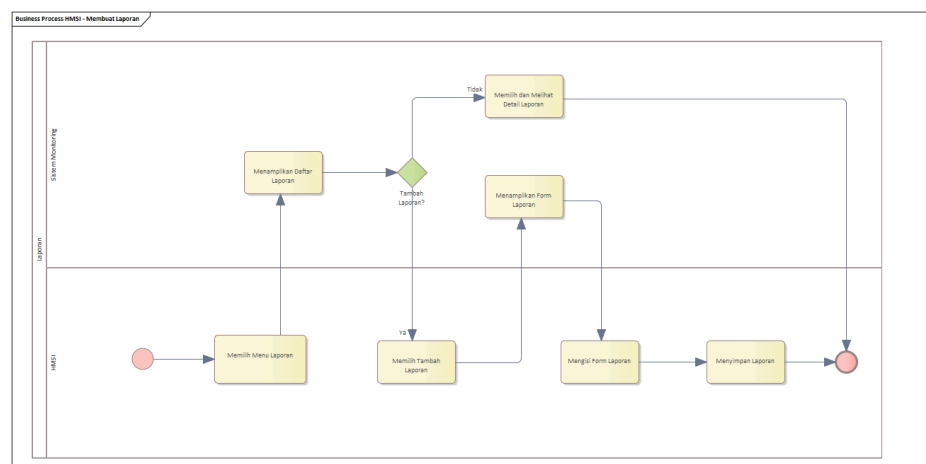 Business Process HMSI - Membuat Laporan
Laporan
Sistem Monitoring
Tidak
Memilih dan Melihat
Detail Laporan
Menampilkan Daftar
Laporan
Tambah
Laporan?
Menampilkan Form
Laporan
HMSI
Ya
Memilih Menu Laporan
Memilih Tambah
Laporan
Mengisi Form Laporan
Menyimpan Laporan